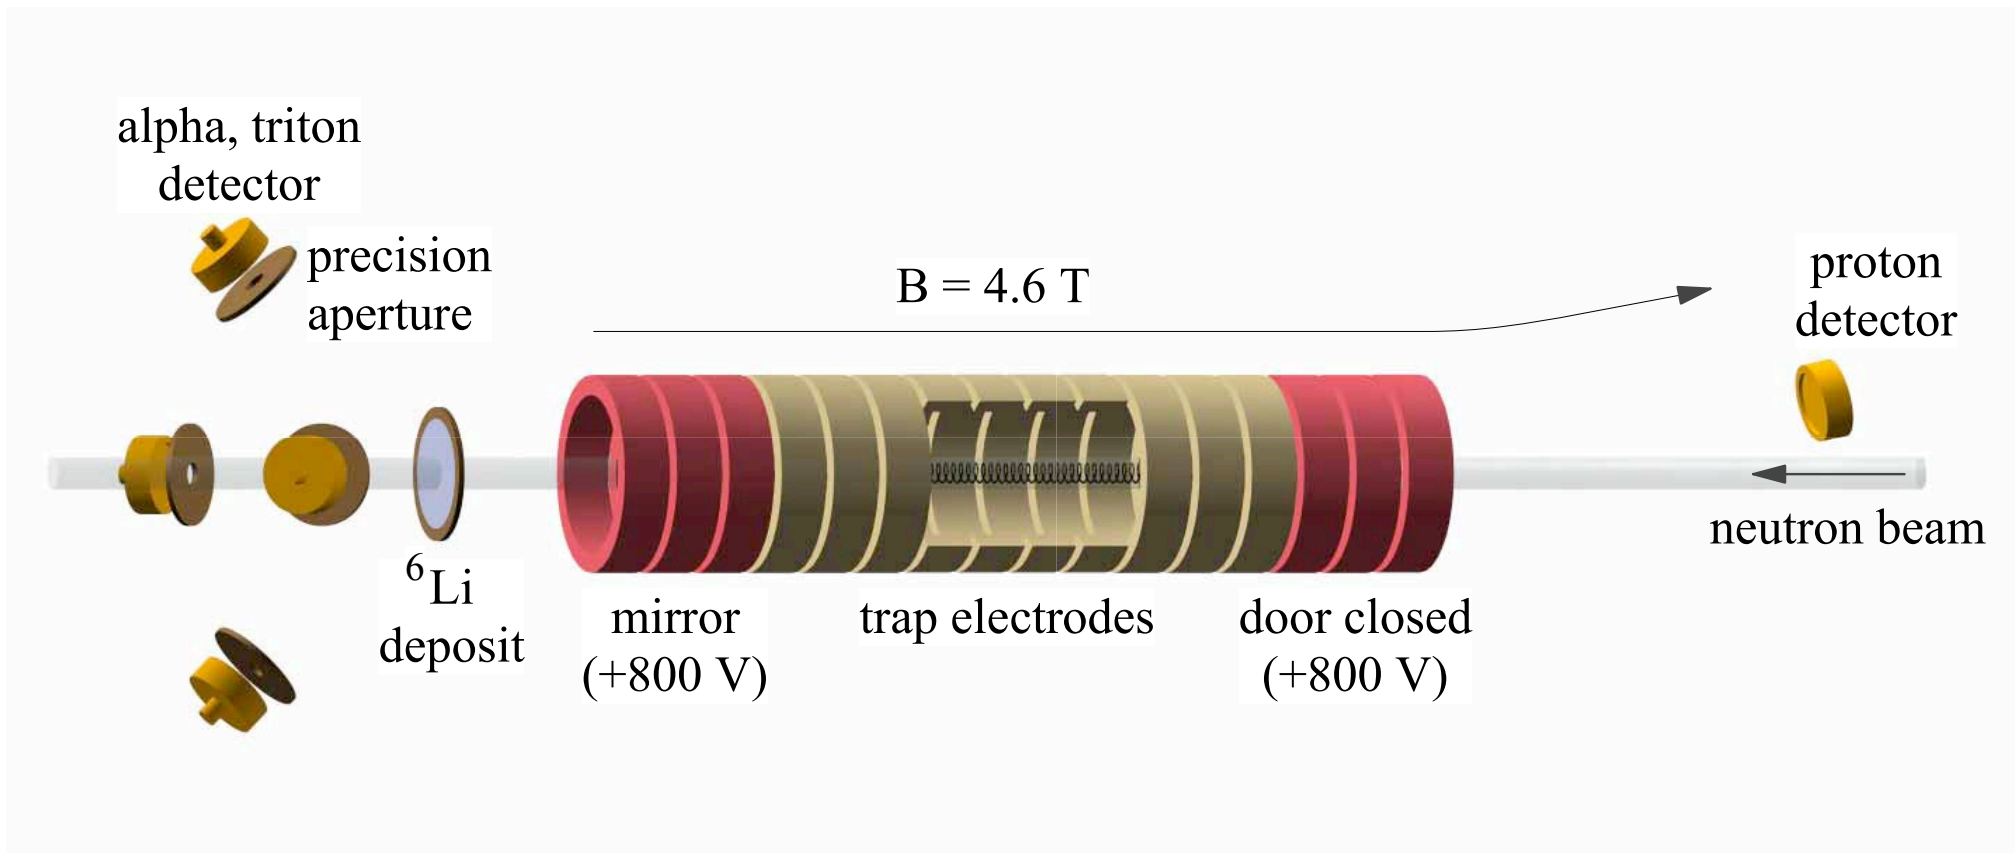 alpha, triton
detector
precision
aperture
B = 4.6 T
proton
detector
neutron beam
⁶Li
deposit
mirror
(+800 V)
trap electrodes
door closed
(+800 V)